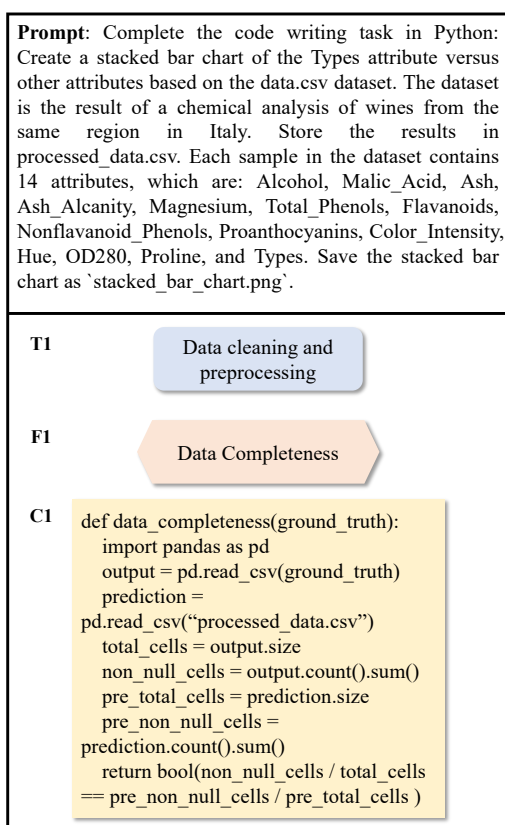 Prompt: Complete the code writing task in Python:
Create a stacked bar chart of the Types attribute versus
other attributes based on the data.csv dataset. The dataset
is the result of a chemical analysis of wines from the
same region in Italy. Store the results in
processed_data.csv. Each sample in the dataset contains
14 attributes, which are: Alcohol, Malic_Acid, Ash,
Ash_Alcanity, Magnesium, Total_Phenols, Flavanoids,
Nonflavanoid_Phenols, Proanthocyanins, Color_Intensity,
Hue, OD280, Proline, and Types. Save the stacked bar
chart as `stacked_bar_chart.png`.
T1
Data cleaning and
preprocessing
F1
Data Completeness
C1
def data_completeness(ground_truth):
import pandas as pd
output = pd.read_csv(ground_truth)
prediction =
pd.read_csv(“processed_data.csv”)
total_cells = output.size
non_null_cells = output.count().sum()
pre_total_cells = prediction.size
pre_non_null_cells =
prediction.count().sum()
return bool(non_null_cells / total_cells
== pre_non_null_cells / pre_total_cells )